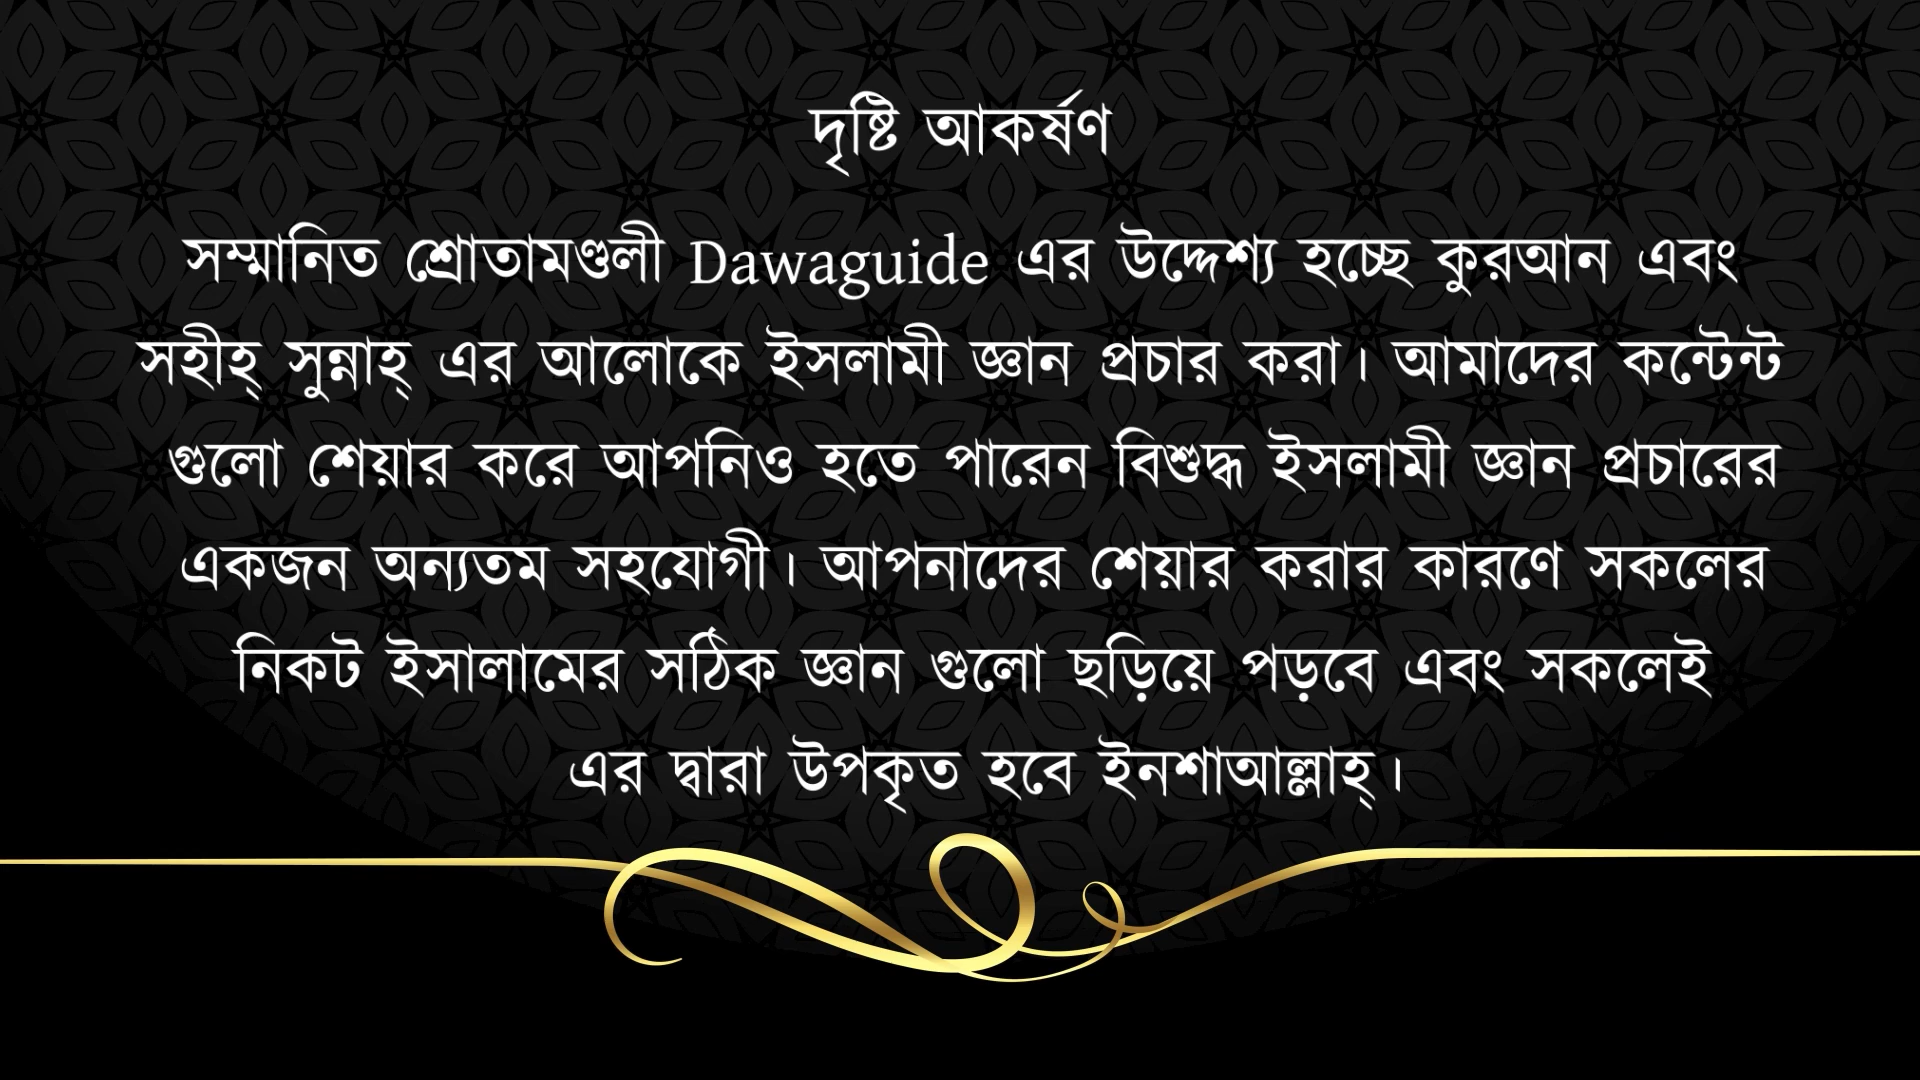 দৃষ্টি আকর্ষণ
সম্মানিত শ্রোতামণ্ডলী Dawaguide এর উদ্দেশ্য হচ্ছে কুরআন এবং
সহীহ্ সুন্নাহ্ এর আলোকে ইসলামী জ্ঞান প্রচার করা। আমাদের কন্টেন্ট
গুলো শেয়ার করে আপনিও হতে পারেন বিশুদ্ধ ইসলামী জ্ঞান প্রচারের
একজন অন্যতম সহযোগী। আপনাদের শেয়ার করার কারণে সকলের
নিকট ইসালামের সঠিক জ্ঞান গুলো ছড়িয়ে পড়বে এবং সকলেই
এর দ্বারা উপকৃত হবে ইনশাআল্লাহ্।